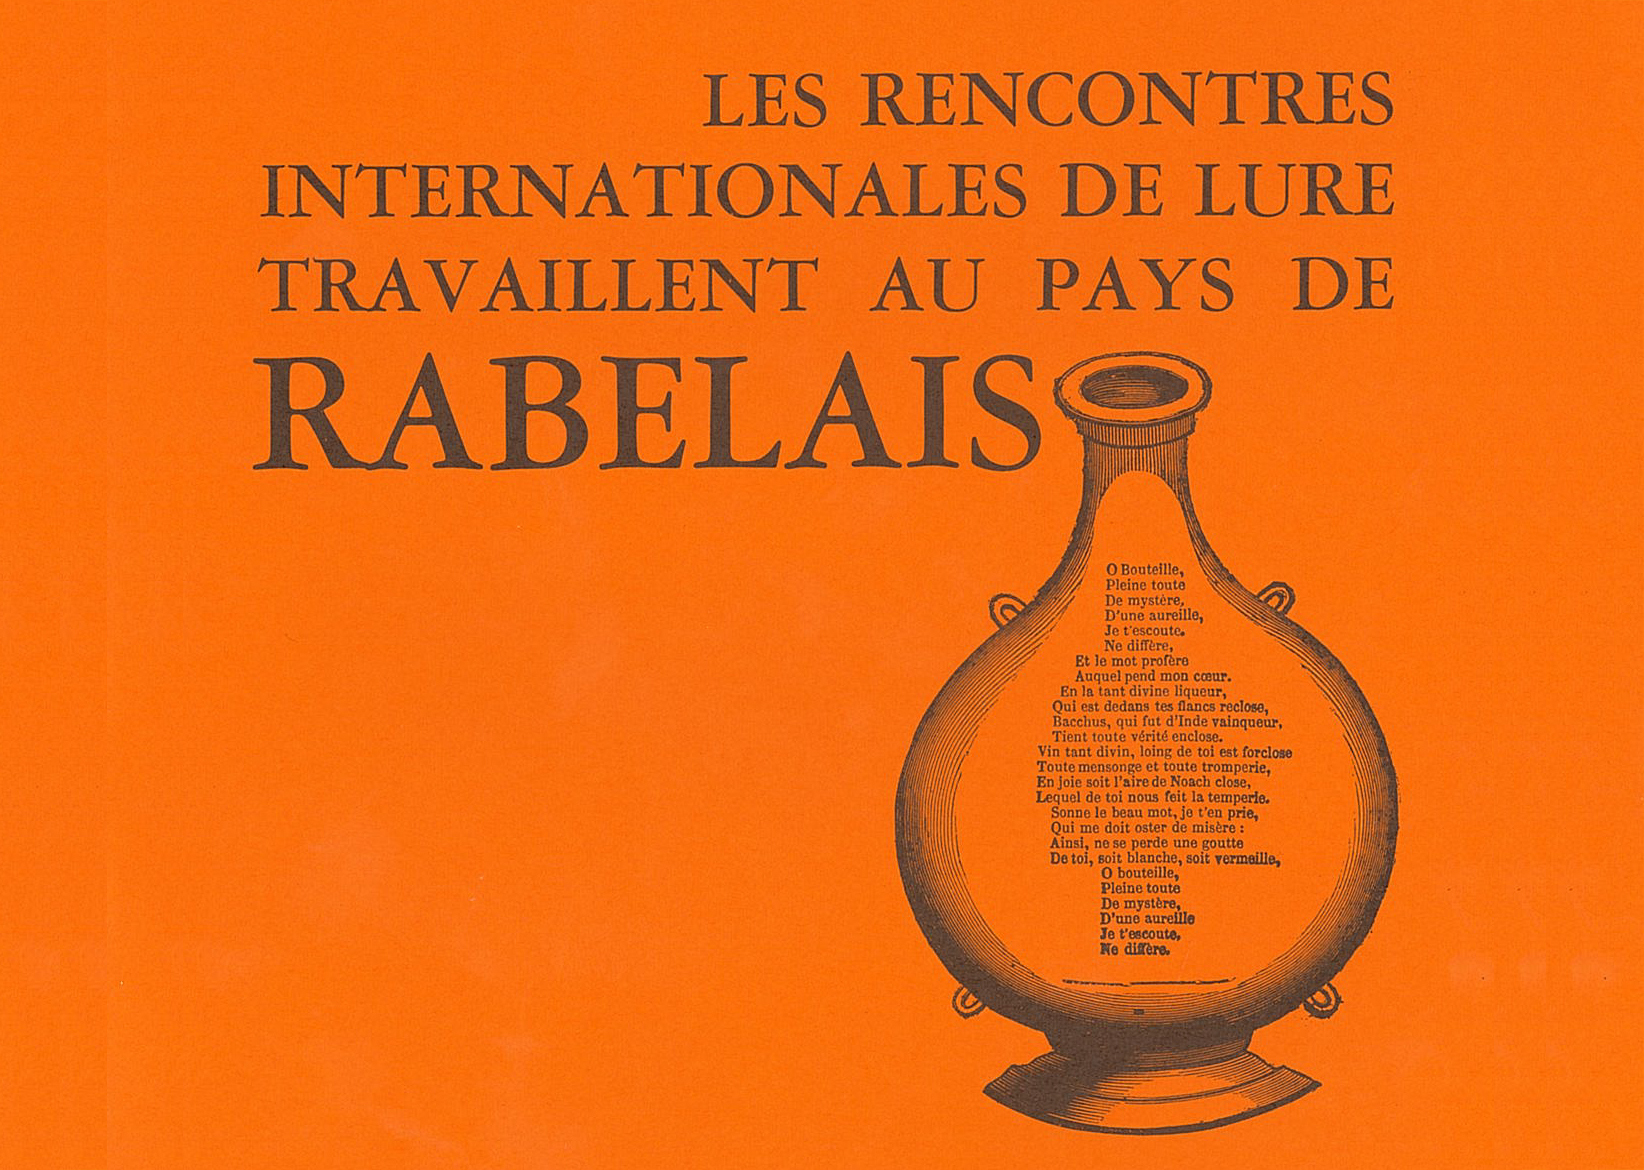 LES RENCONTRES
INTERNATIONALES DE LURE
TRAVAILLENT AU PAYS DE
RABELAIS
O Bouteille,
Pleine toute
De mystère,
D'une aureille,
Je t'escoute.
Ne diffère,
Et le mot profère
Auquel pend mon cœur.
En la tant divine liqueur,
Qui est dedans tes flancs reclose,
Bacchus, qui fut d'Inde vainqueur,
Tient toute vérité enclose.
Vin tant divin, loing de toi est forclose
Toute mensonge et toute tromperie,
En joie soit l'aire de Noach close,
Lequel de toi nous feit la temperie.
Sonne le beau mot, je t'en prie,
Qui me doit oster de misère :
Ainsi, ne se perde une goutte
De toi, soit blanche, soit vermeille,
O bouteille,
Pleine toute
De mystère,
D'une aureille
Je t'escoute,
Ne diffère.